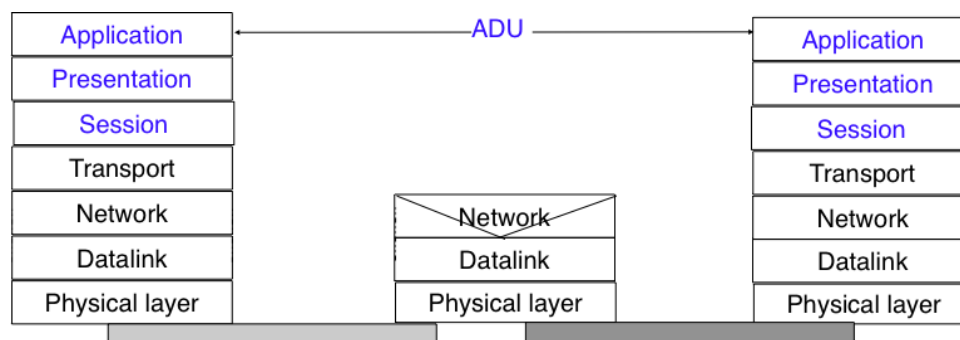 ADU
Application
Presentation
Session
Transport
Network
Datalink
Physical layer
Network
Datalink
Physical layer
Application
Presentation
Session
Transport
Network
Datalink
Physical layer